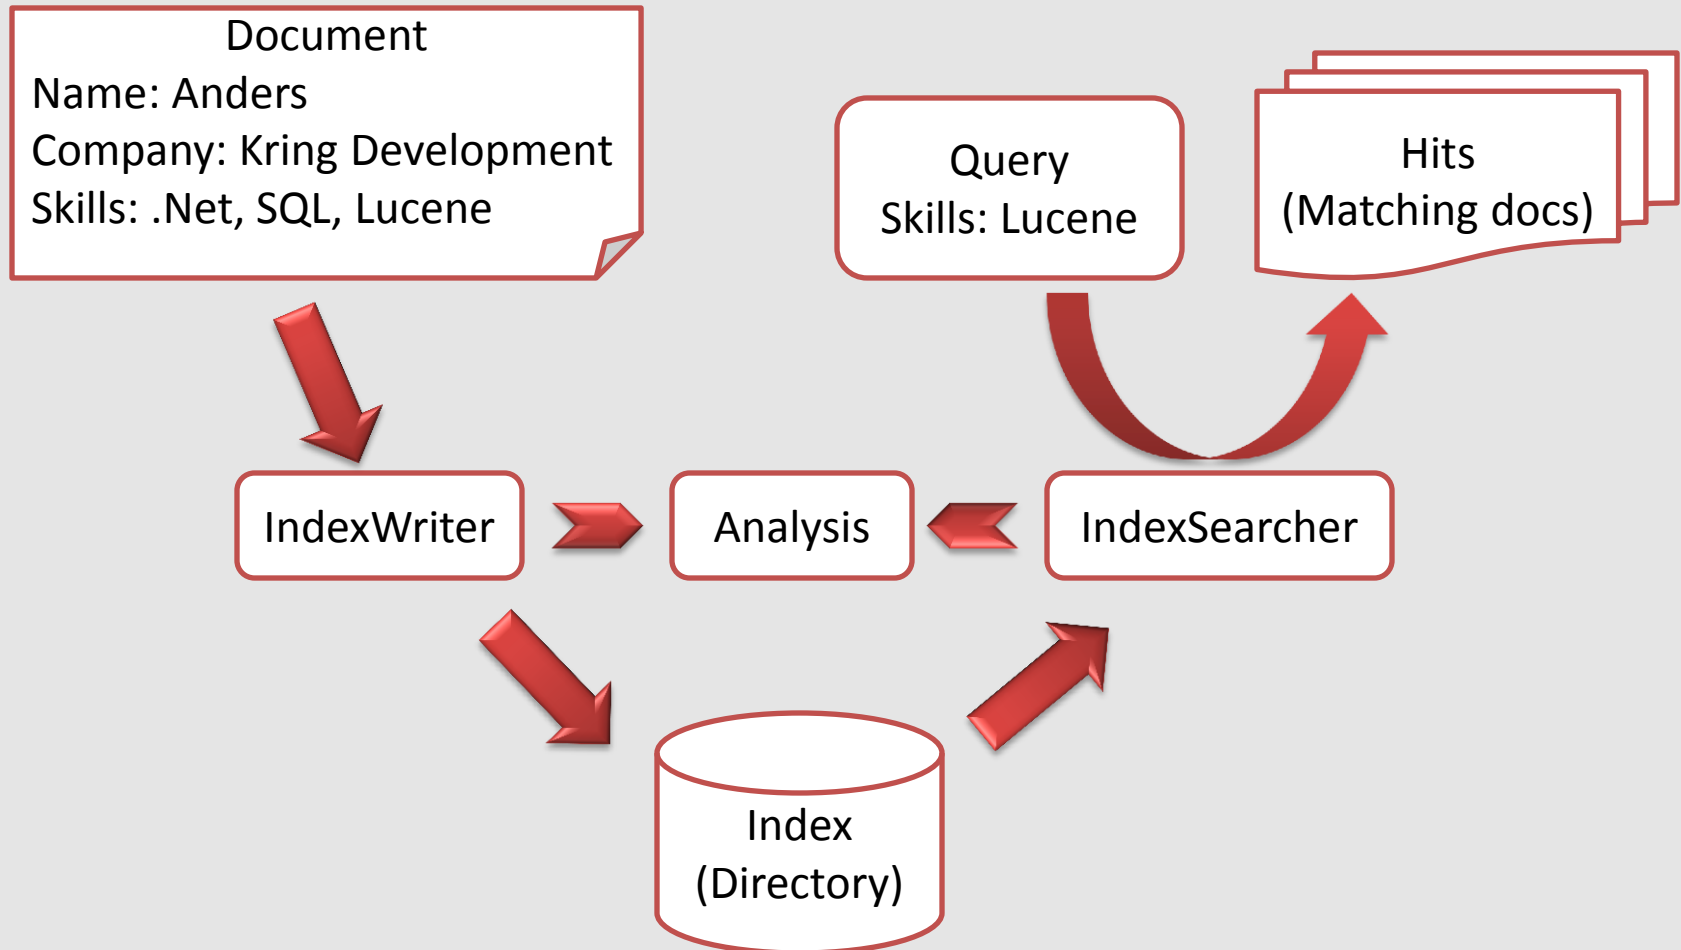 Document
Name: Anders
Company: Kring Development
Skills: .Net, SQL, Lucene
Query
Skills: Lucene
Hits
(Matching docs)
IndexWriter
Analysis
IndexSearcher
Index
(Directory)